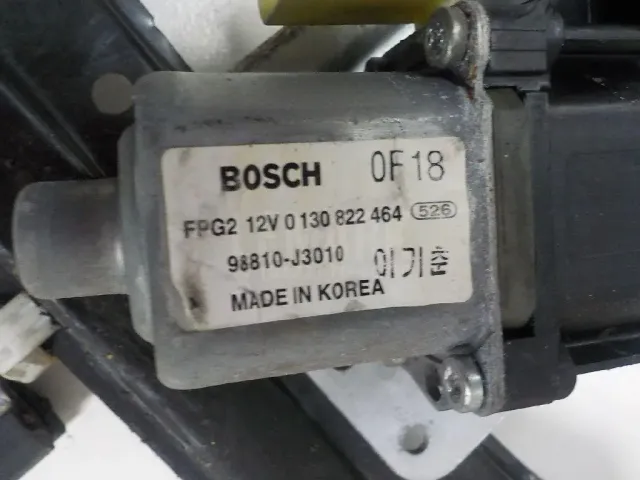 BOSCH 0F18
FPG2 12V 0 130 822 464 526
98810-J3010 이기춘
MADE IN KOREA